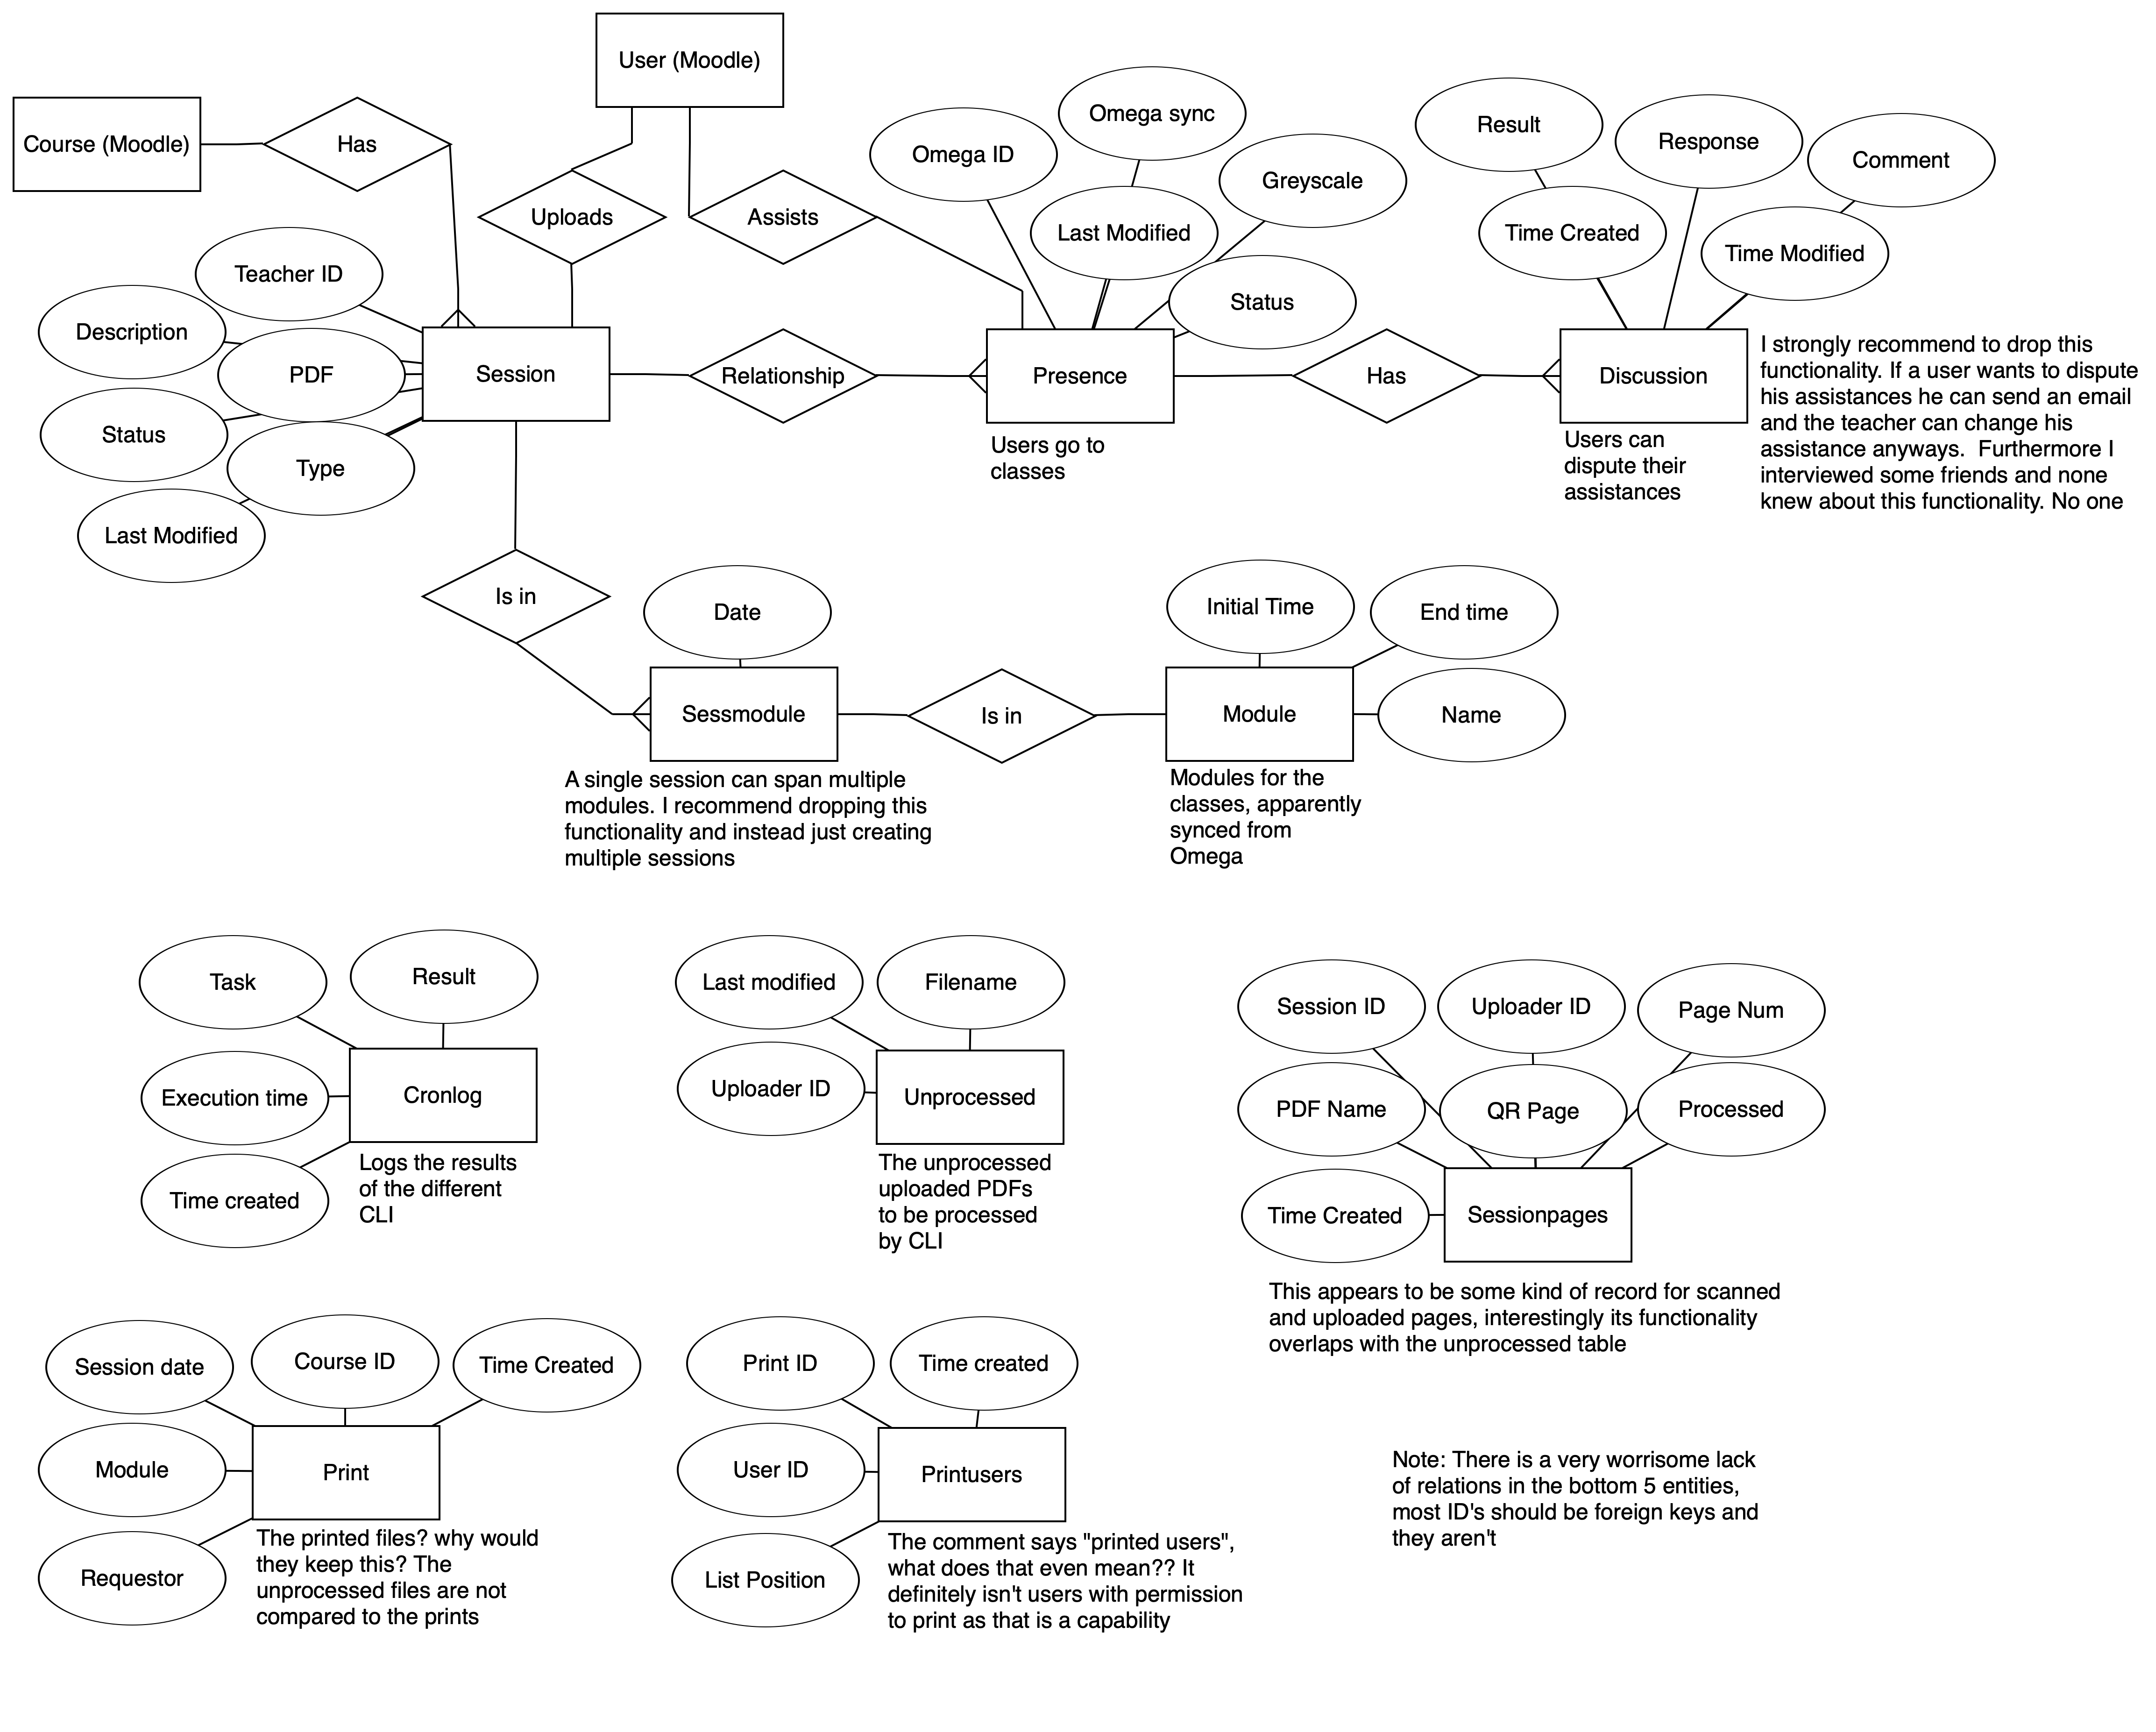 User (Moodle)
Course (Moodle)
Has
Uploads
Assists
Omega ID
Omega sync
Greyscale
Last Modified
Status
Result
Response
Comment
Time Created
Time Modified
Teacher ID
Description
PDF
Status
Type
Last Modified
Session
Relationship
Presence
Users go to
classes
Has
Discussion
Users can
dispute their
assistances
I strongly recommend to drop this
functionality. If a user wants to dispute
his assistances he can send an email
and the teacher can change his
assistance anyways.  Furthermore I
interviewed some friends and none
knew about this functionality. No one
Is in
Date
Sessmodule
A single session can span multiple
modules. I recommend dropping this
functionality and instead just creating
multiple sessions
Is in
Initial Time
End time
Name
Module
Modules for the
classes, apparently
synced from
Omega
Task
Result
Execution time
Time created
Cronlog
Logs the results
of the different
CLI
Last modified
Filename
Uploader ID
Unprocessed
The unprocessed
uploaded PDFs
to be processed
by CLI
Session ID
Uploader ID
Page Num
PDF Name
QR Page
Processed
Time Created
Sessionpages
This appears to be some kind of record for scanned
and uploaded pages, interestingly its functionality
overlaps with the unprocessed table
Session date
Course ID
Time Created
Module
Requestor
Print
The printed files? why would
they keep this? The
unprocessed files are not
compared to the prints
Print ID
Time created
User ID
List Position
Printusers
The comment says "printed users",
what does that even mean?? It
definitely isn't users with permission
to print as that is a capability
Note: There is a very worrisome lack
of relations in the bottom 5 entities,
most ID's should be foreign keys and
they aren't